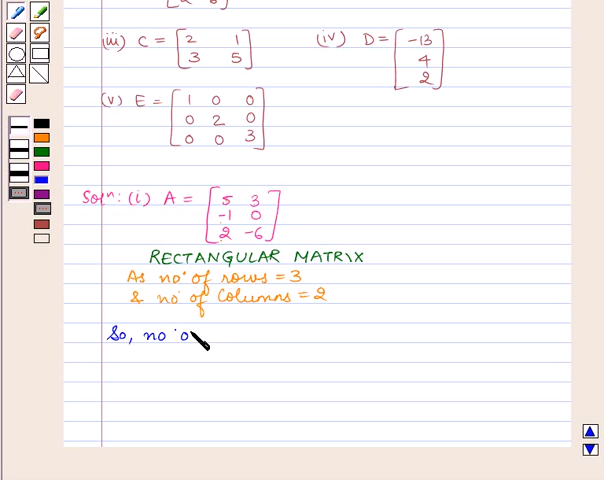 (iii) C = [2 1
3 5] (iv) D = [-13
4
2]
(v) E = [1 0 0
0 2 0
0 0 3]
Soln: (i) A = [5 3
-1 0
2 -6]
RECTANGULAR MATRIX
As no. of rows = 3
& no. of Columns = 2
So, no. o